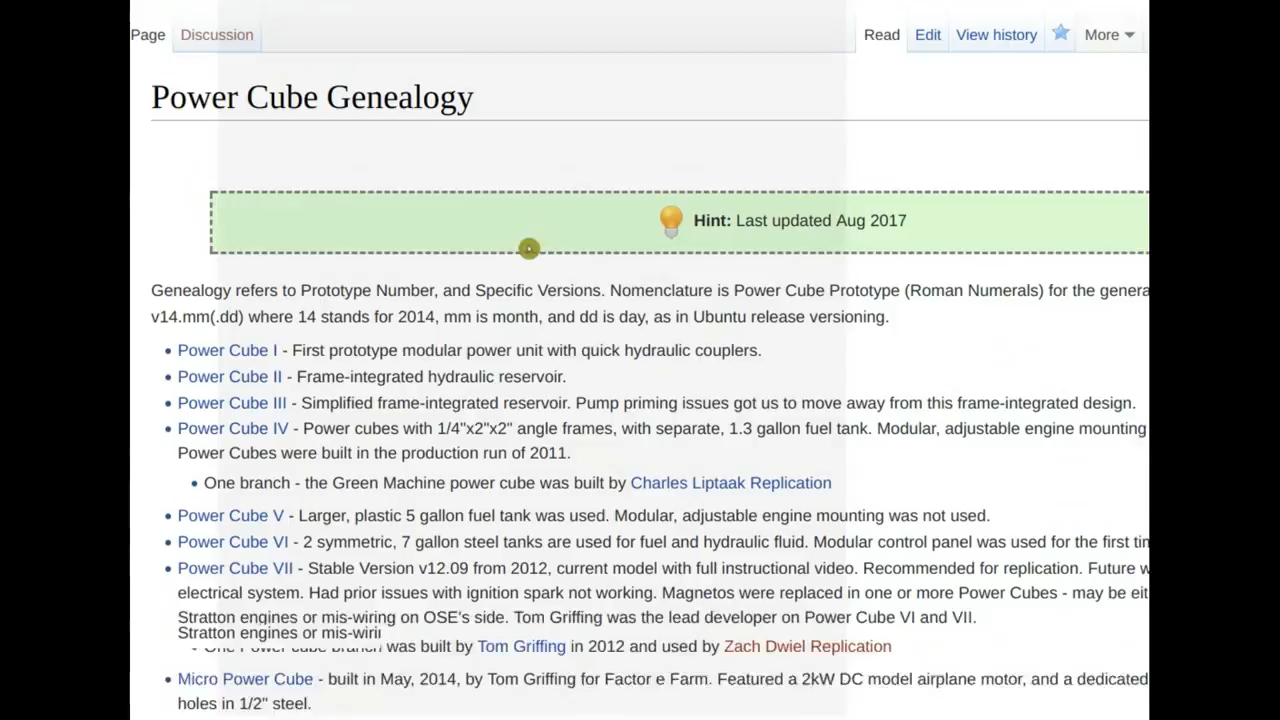 Page Discussion Read Edit View history More
Power Cube Genealogy
Hint: Last updated Aug 2017
Genealogy refers to Prototype Number, and Specific Versions. Nomenclature is Power Cube Prototype (Roman Numerals) for the genera
v14.mm(.dd) where 14 stands for 2014, mm is month, and dd is day, as in Ubuntu release versioning.
• Power Cube I - First prototype modular power unit with quick hydraulic couplers.
• Power Cube II - Frame-integrated hydraulic reservoir.
• Power Cube III - Simplified frame-integrated reservoir. Pump priming issues got us to move away from this frame-integrated design.
• Power Cube IV - Power cubes with 1/4"x2"x2" angle frames, with separate, 1.3 gallon fuel tank. Modular, adjustable engine mounting
Power Cubes were built in the production run of 2011.
• One branch - the Green Machine power cube was built by Charles Liptaak Replication
• Power Cube V - Larger, plastic 5 gallon fuel tank was used. Modular, adjustable engine mounting was not used.
• Power Cube VI - 2 symmetric, 7 gallon steel tanks are used for fuel and hydraulic fluid. Modular control panel was used for the first tin
• Power Cube VII - Stable Version v12.09 from 2012, current model with full instructional video. Recommended for replication. Future w
electrical system. Had prior issues with ignition spark not working. Magnetos were replaced in one or more Power Cubes - may be eit
Stratton engines or mis-wiring on OSE's side. Tom Griffing was the lead developer on Power Cube VI and VII.
Stratton engines or mis-wirii
One Power cube branch was built by Tom Griffing in 2012 and used by Zach Dwiel Replication
• Micro Power Cube - built in May, 2014, by Tom Griffing for Factor e Farm. Featured a 2kW DC model airplane motor, and a dedicated
holes in 1/2" steel.